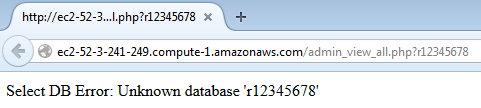 http://ec2-52-3...l.php?r12345678
ec2-52-3-241-249.compute-1.amazonaws.com/admin_view_all.php?r12345678
Select DB Error: Unknown database 'r12345678'